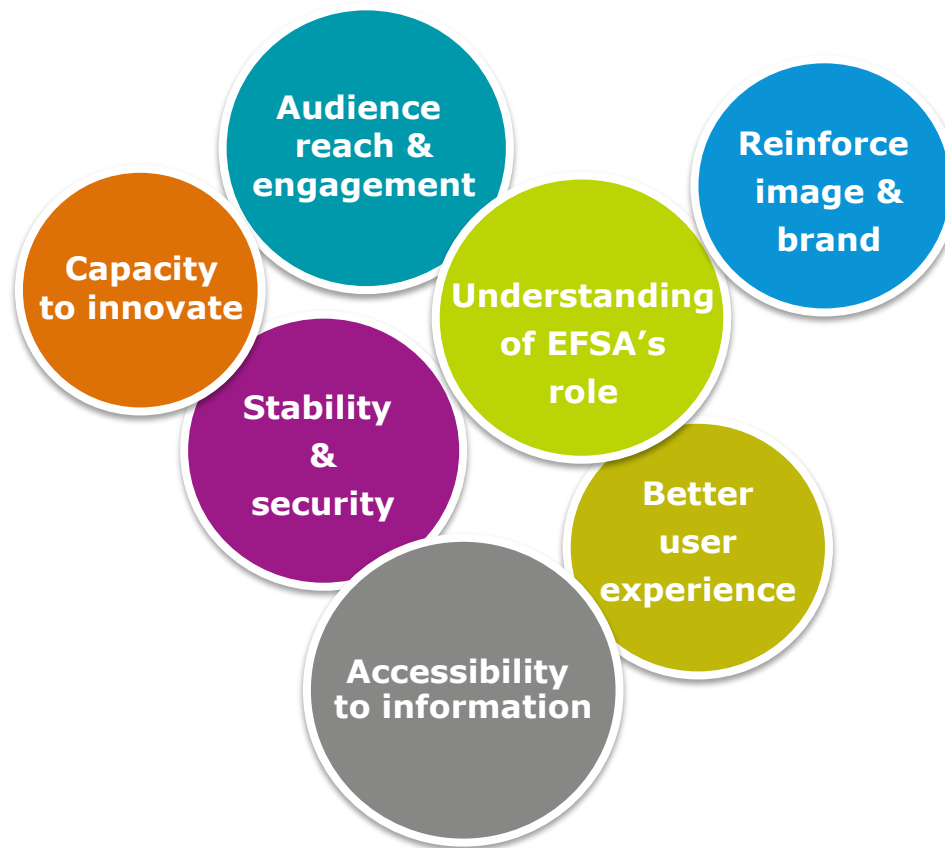 Audience
reach &
engagement
Reinforce
image &
brand
Capacity
to innovate
Understanding
of EFSA’s
role
Stability
&
security
Better
user
experience
Accessibility
to information